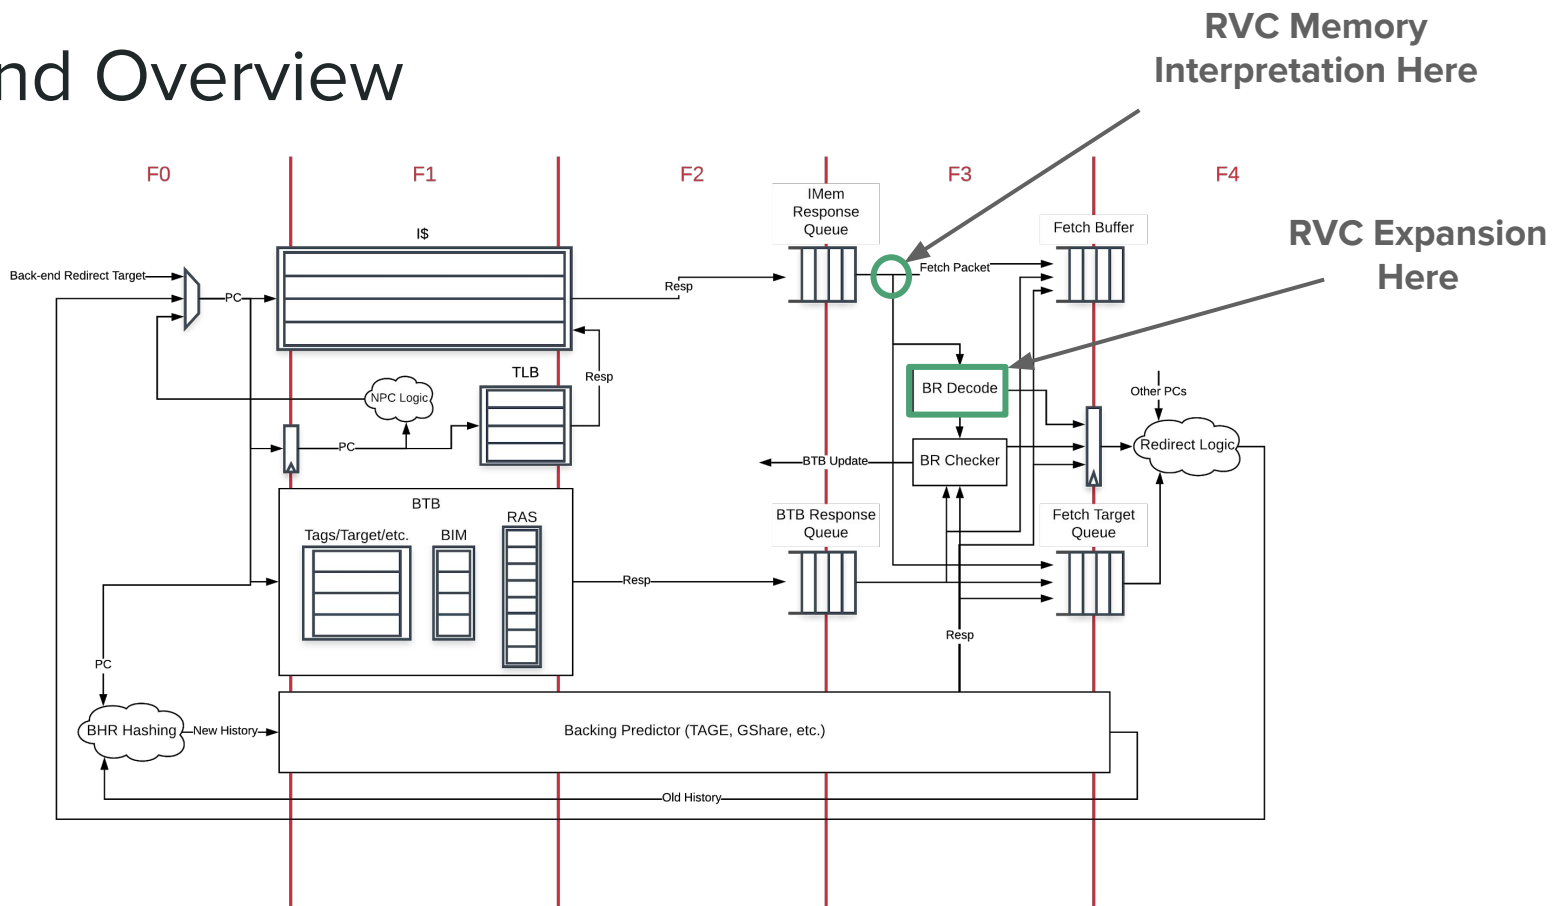 RVC Memory
Interpretation Here
nd Overview
F0
F1
F2
F3
F4
IMem
Response
Queue
Fetch Buffer
RVC Expansion
Here
I$
Back-end Redirect Target
PC
Resp
Fetch Packet
TLB
Resp
NPC Logic
BR Decode
Other PCs
PC
Redirect Logic
BTB Update
BR Checker
BTB
BTB Response
Queue
Fetch Target
Queue
Tags/Target/etc.
BIM
RAS
Resp
Resp
PC
BHR Hashing
New History
Backing Predictor (TAGE, GShare, etc.)
Old History